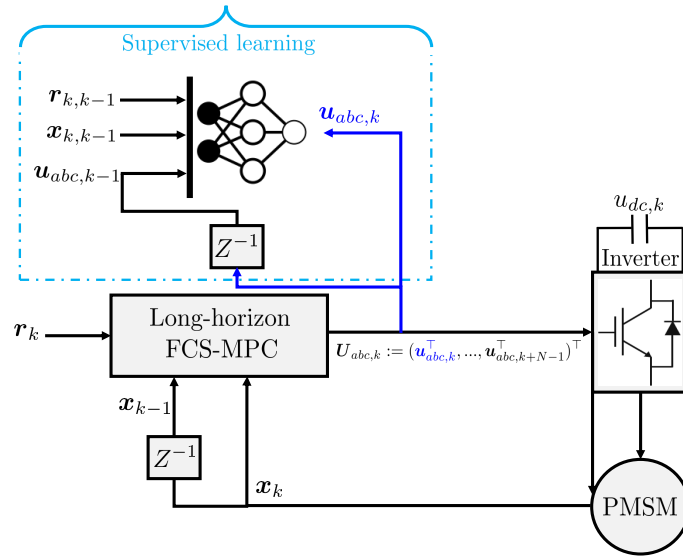 Supervised learning
r_{k,k−1}
x_{k,k−1}
u_{abc,k−1}
u_{abc,k}
Z^{−1}
u_{dc,k}
Inverter
r_k
Long-horizon
FCS-MPC
U_{abc,k} := (u^⊤_{abc,k}, ..., u^⊤_{abc,k+N−1})^⊤
x_{k−1}
Z^{−1}
x_k
PMSM